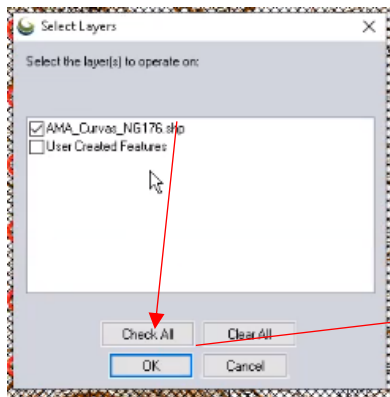 Select Layers
Select the layer(s) to operate on:
AMA_Curvas_NG176.shp
User Created Features
Check All Clear All
OK Cancel